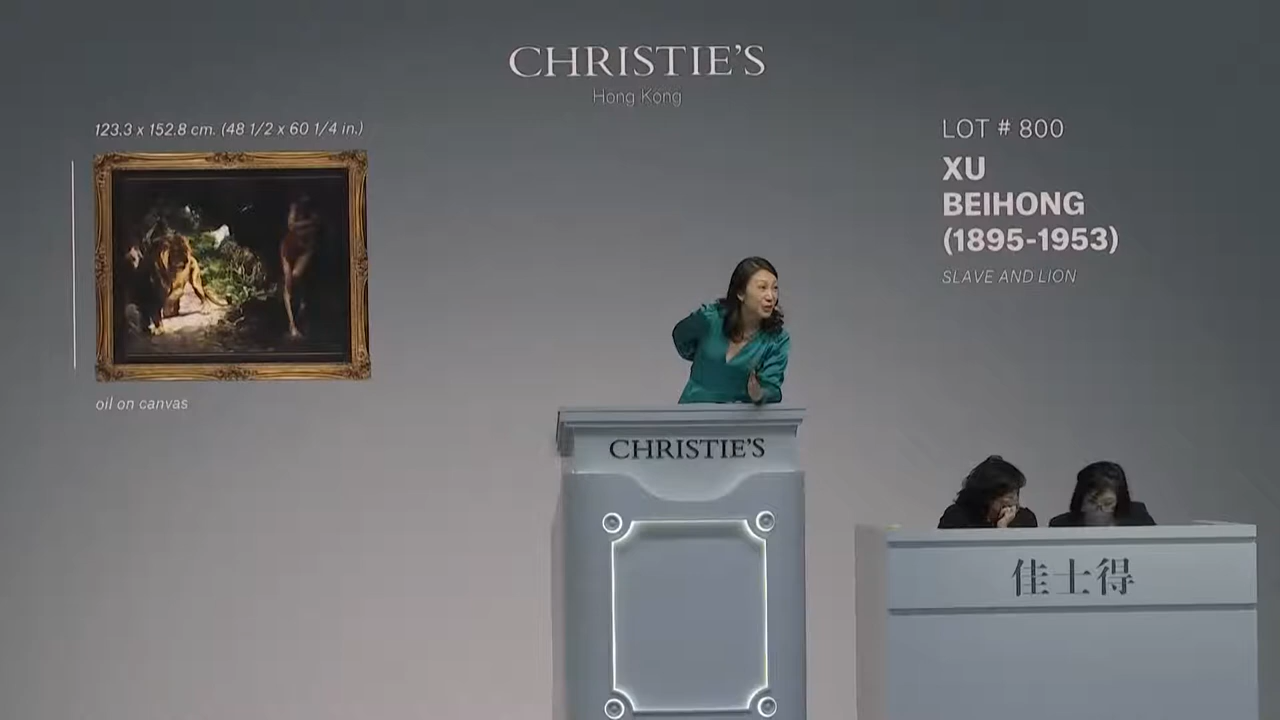 CHRISTIE'S
Hong Kong
123.3 x 152.8 cm. (48 1/2 x 60 1/4 in.)
oil on canvas
LOT # 800
XU
BEIHONG
(1895-1953)
SLAVE AND LION
CHRISTIE'S
佳士得